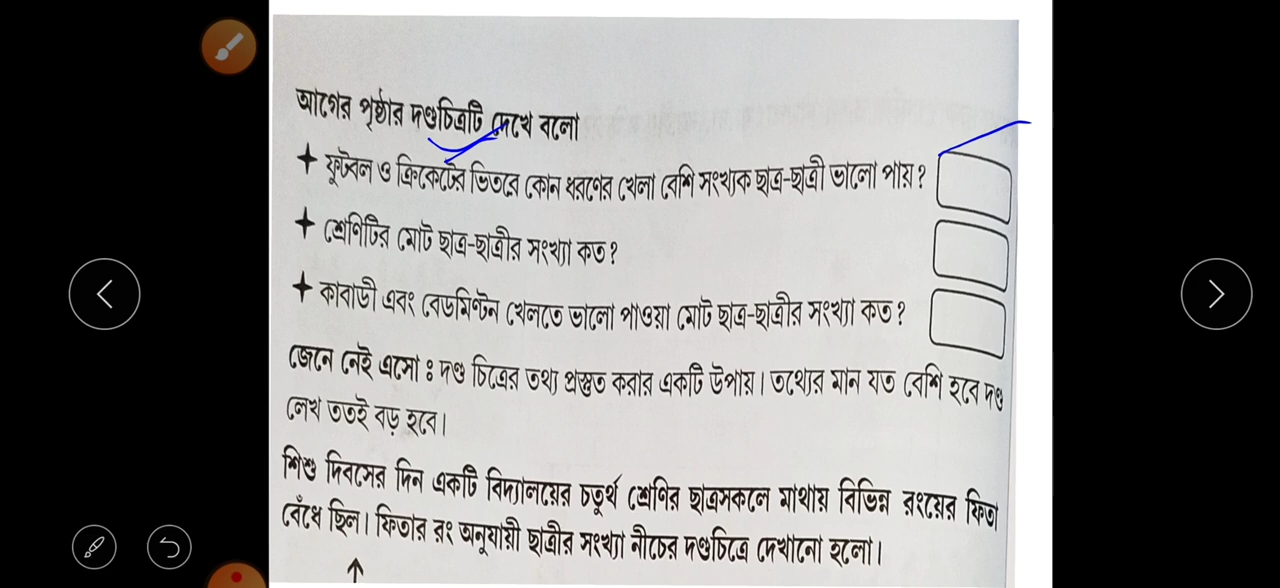 আগের পৃষ্ঠার দণ্ডচিত্রটি দেখে বলো
ফুটবল ও ক্রিকেটের ভিতরে কোন ধরণের খেলা বেশি সংখ্যক ছাত্র-ছাত্রী ভালো পায়?
শ্রেণিটির মোট ছাত্র-ছাত্রীর সংখ্যা কত?
কাবাডী এবং বেডমিণ্টন খেলতে ভালো পাওয়া মোট ছাত্র-ছাত্রীর সংখ্যা কত?
জেনে নেই এসো ঃ দণ্ড চিত্রের তথ্য প্রস্তুত করার একটি উপায়। তথ্যের মান যত বেশি হবে দণ্ড
লেখ ততই বড় হবে।
শিশু দিবসের দিন একটি বিদ্যালয়ের চতুর্থ শ্রেণির ছাত্রসকলে মাথায় বিভিন্ন রংয়ের ফিতা
বেঁধে ছিল। ফিতার রং অনুযায়ী ছাত্রীর সংখ্যা নীচের দণ্ডচিত্রে দেখানো হলো।